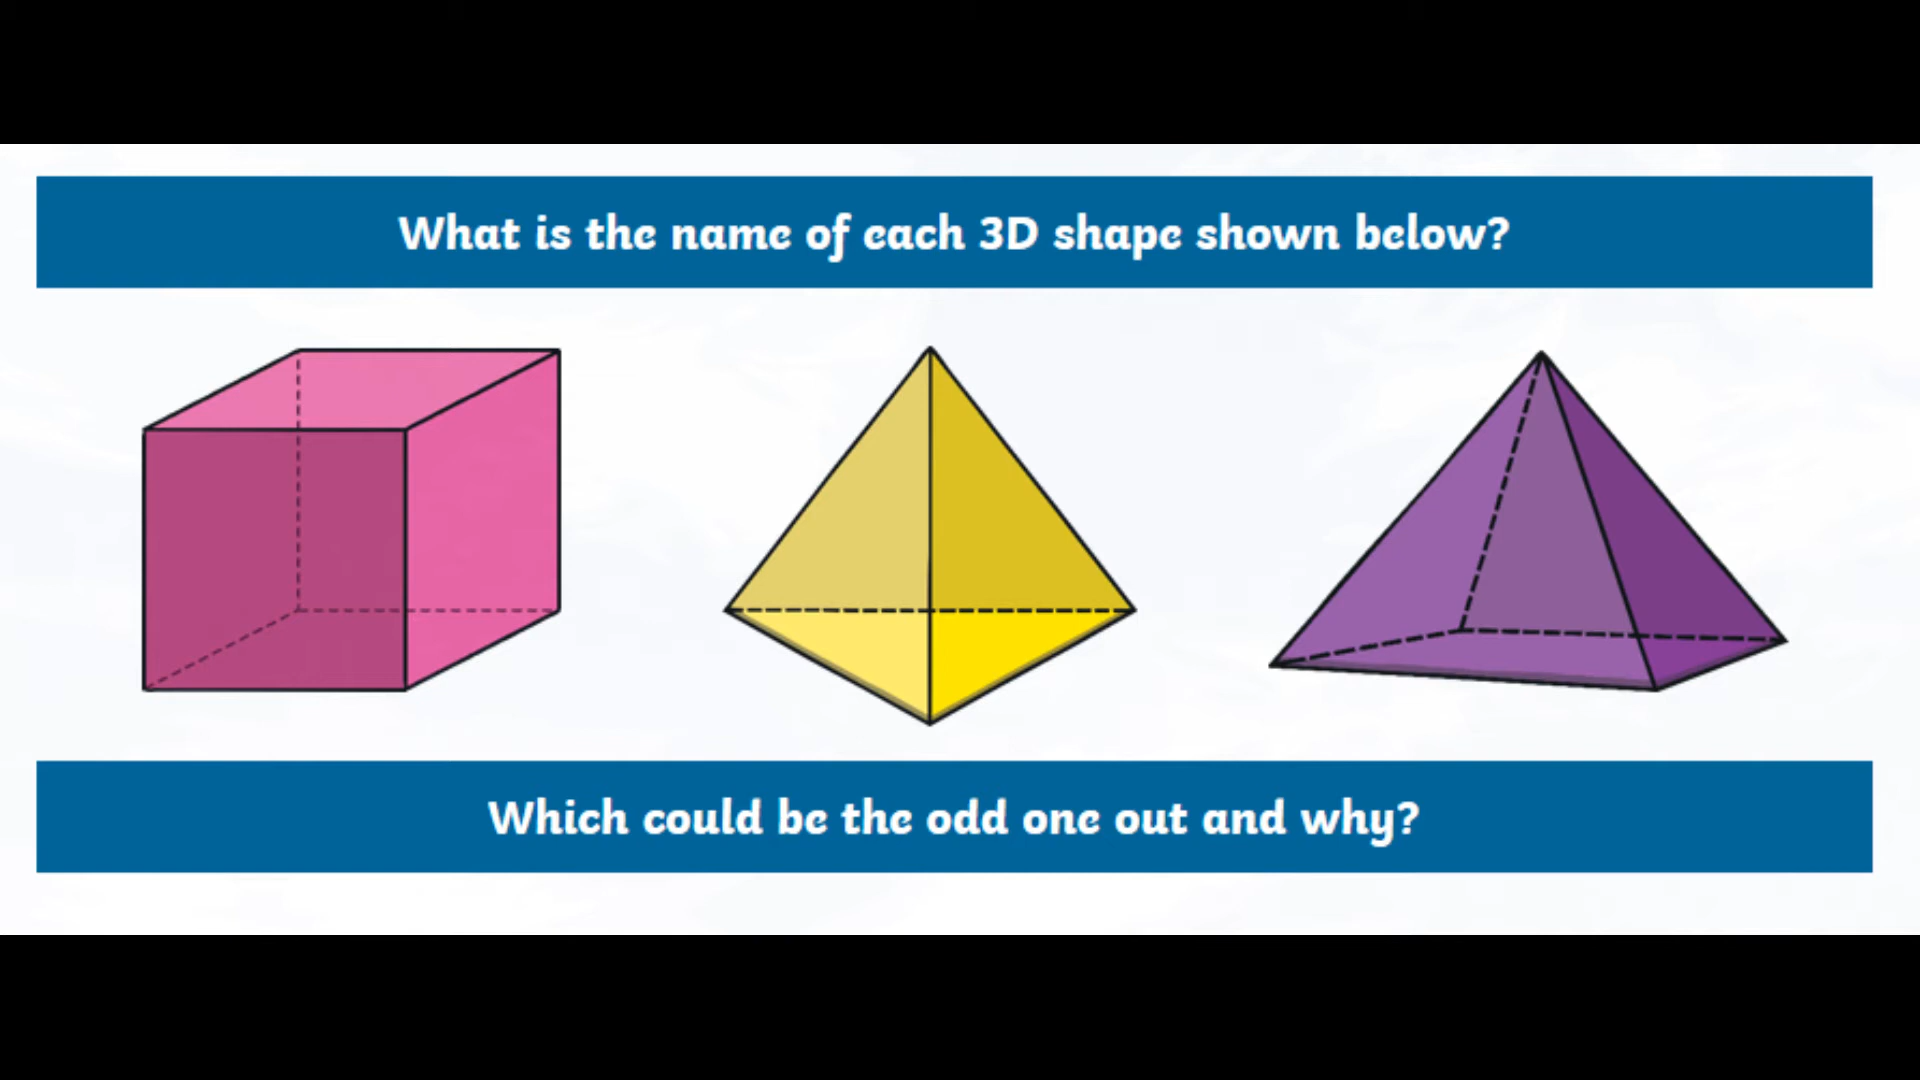 What is the name of each 3D shape shown below?
Which could be the odd one out and why?